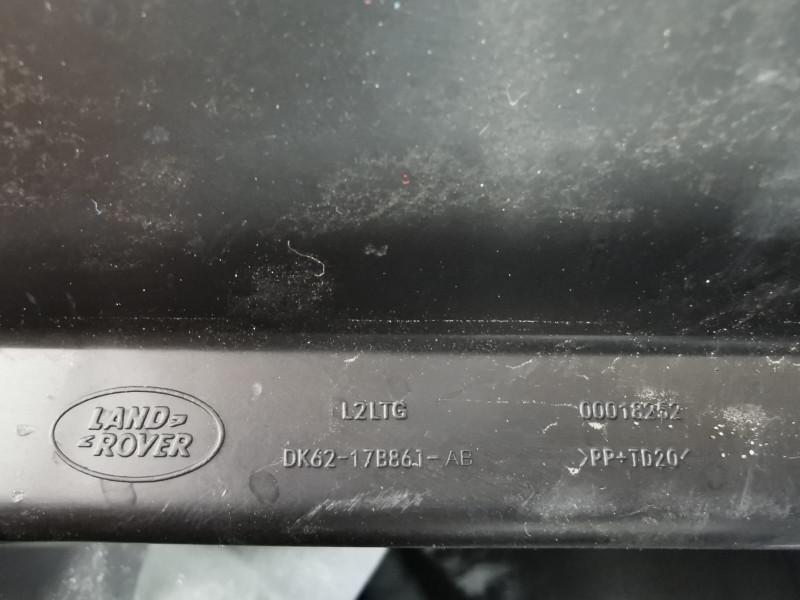 LAND
ROVER
L2LTG
DK62-17B861-AB
00018252
>PP+TD20<